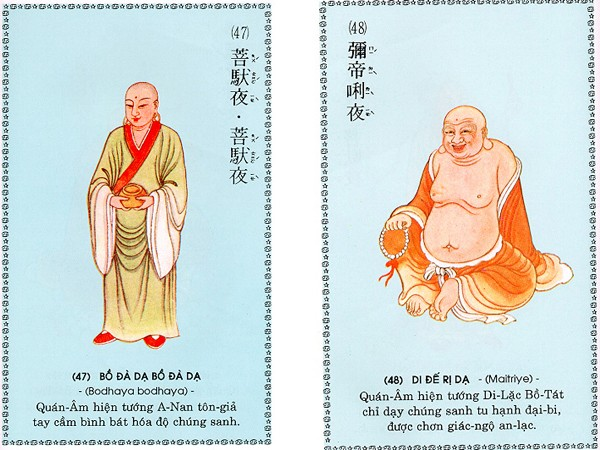 (47)
菩馱夜・菩馱夜
(47) BỒ ĐÀ DẠ BỒ ĐÀ DẠ
- (Bodhaya bodhaya) -
Quán-Âm hiện tướng A-Nan tôn-giả
tay cầm bình bát hóa độ chúng sanh.
(48)
彌帝唎夜
(48) DI ĐẾ RỊ DẠ - (Maitriye) -
Quán-Âm hiện tướng Di-Lặc Bồ-Tát
chỉ dạy chúng sanh tu hạnh đại-bi,
được chơn giác-ngộ an-lạc.